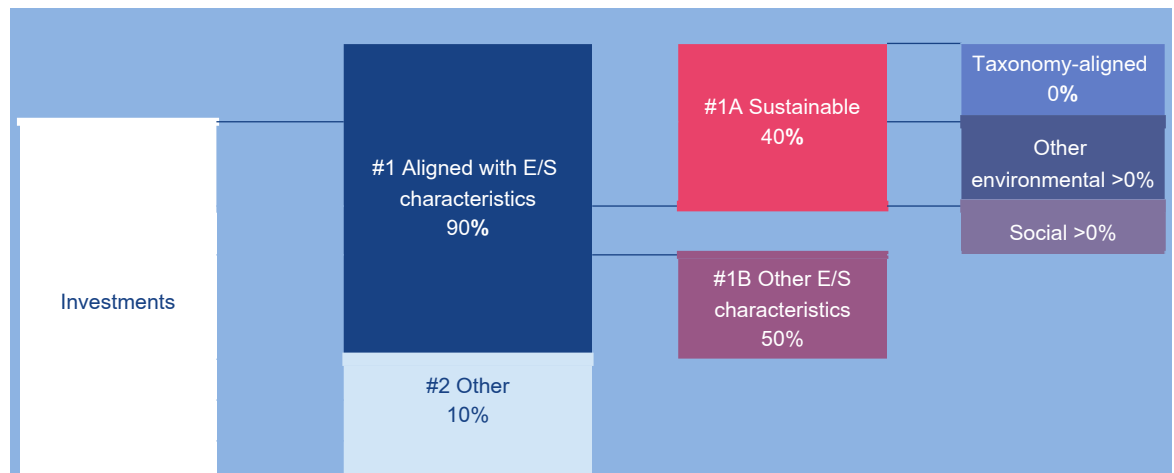 Investments
#1 Aligned with E/S
characteristics
90%
#2 Other
10%
#1A Sustainable
40%
#1B Other E/S
characteristics
50%
Taxonomy-aligned
0%
Other
environmental >0%
Social >0%